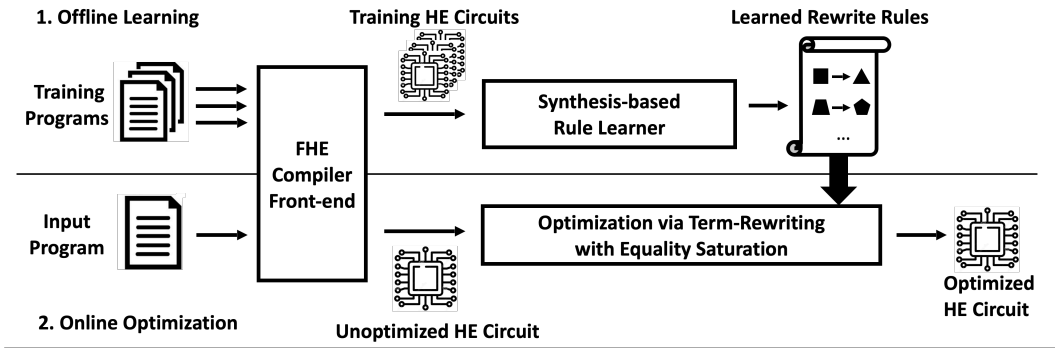 1. Offline Learning
Training HE Circuits
Learned Rewrite Rules
Training
Programs
FHE
Compiler
Front-end
Synthesis-based
Rule Learner
...
Input
Program
Optimization via Term-Rewriting
with Equality Saturation
Optimized
HE Circuit
2. Online Optimization
Unoptimized HE Circuit